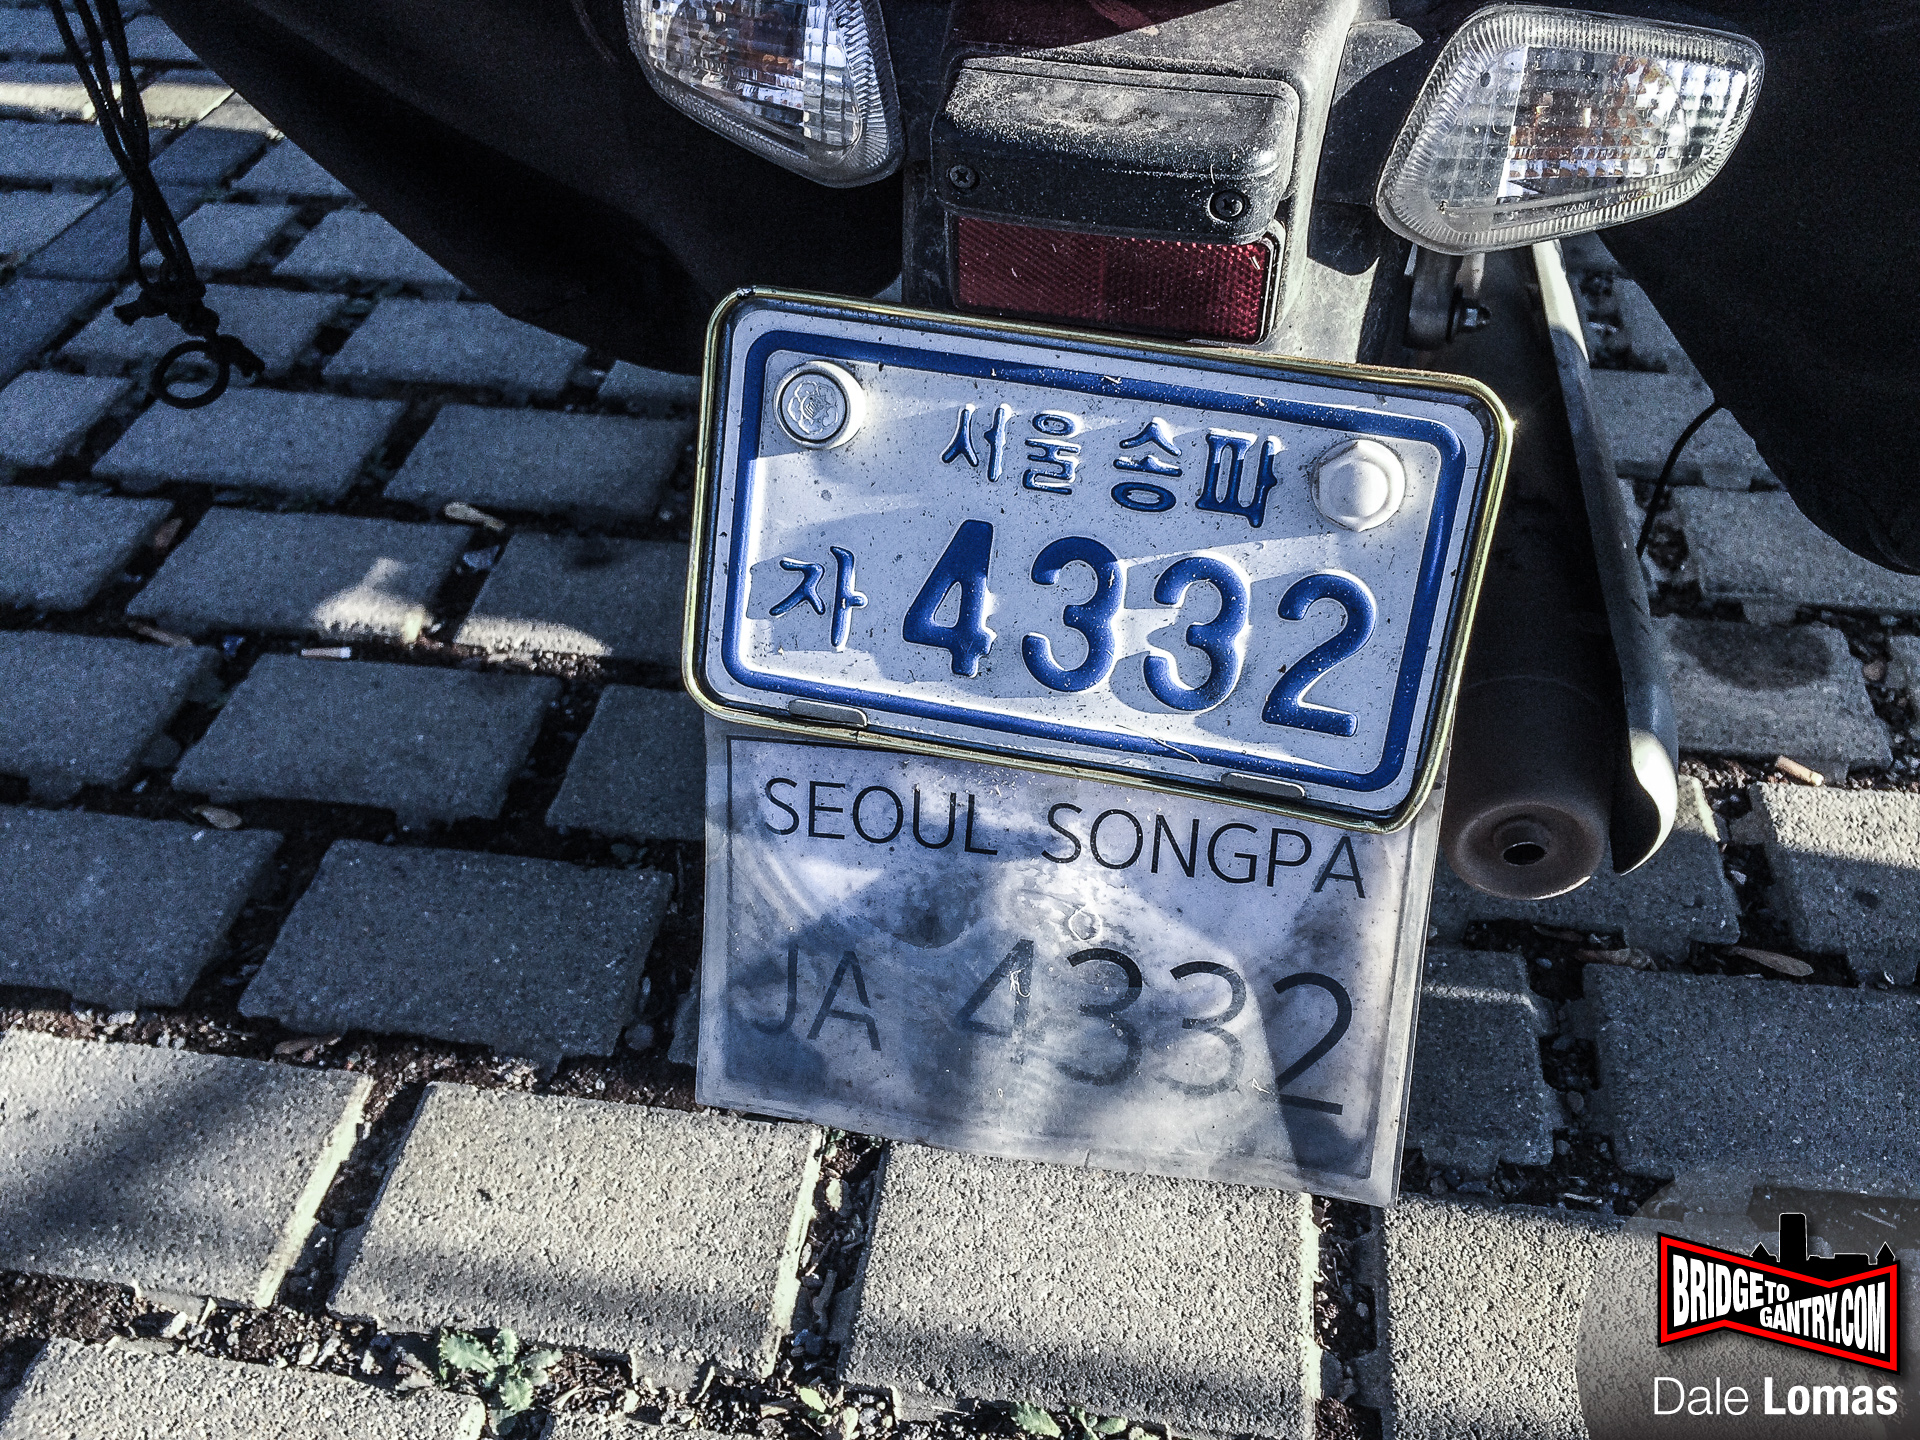 서울 송파
자 4332
SEOUL SONGPA
JA 4332
BRIDGE TO GANTRY.COM
Dale Lomas